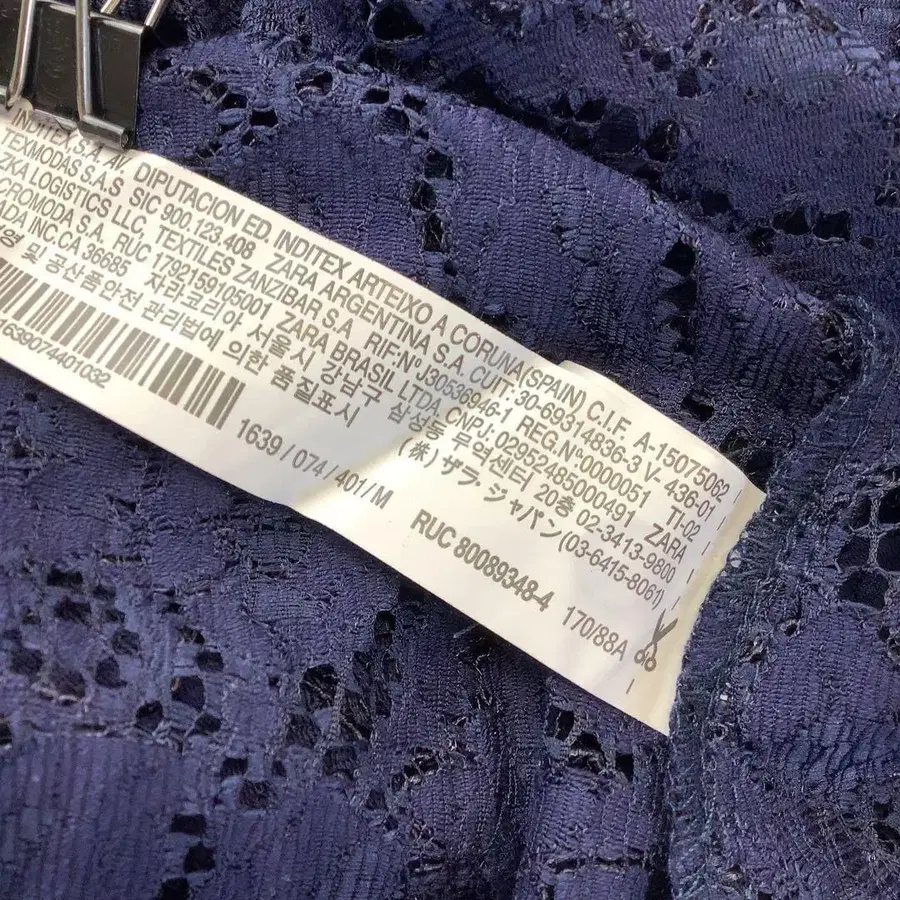 INDITEX,S.A. AV. DIPUTACION ED. INDITEX ARTEIXO A CORUNA(SPAIN) C.I.F. A-15075062
TEXMODAS S.A.S SIC 900.123.408 ZARA ARGENTINA S.A. CUIT: 30-69314836-3 V- 436-01
ZKA LOGISTICS LLC, TEXTILES ZANZIBAR S.A. RIF:Nº J30536946-1 REG.Nº0000051 TI-02
CROMODA S.A. RUC 1792159105001 ZARA BRASIL LTDA. CNPJ: 02952485000491 ZARA
ADA INC.CA 36685 자라코리아 서울시 강남구 삼성동 무역센터 20층 02-3413-9800
및 공산품안전 관리법에 의한 품질표시 (株) ザラ・ジャパン(03-6415-8061)
1639074401032
1639 / 074 / 401 / M
RUC 80089348-4 170/88A